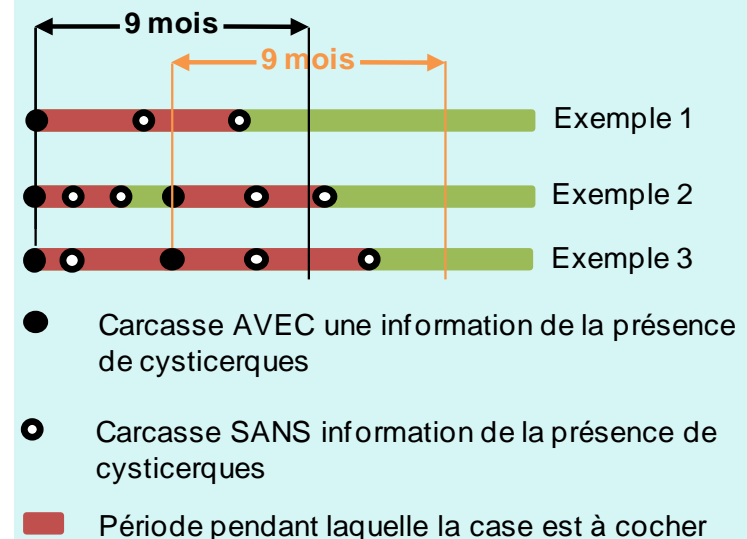 9 mois
9 mois
Exemple 1
Exemple 2
Exemple 3
Carcasse AVEC une information de la présence
de cysticerques
Carcasse SANS information de la présence de
cysticerques
Période pendant laquelle la case est à cocher